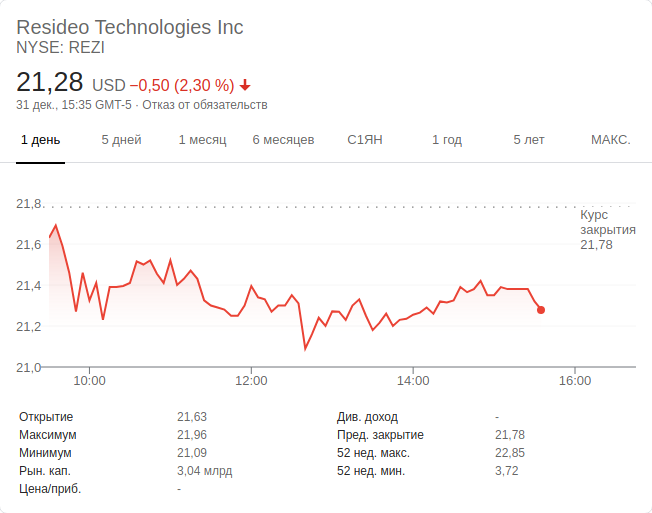 Resideo Technologies Inc
NYSE: REZI
21,28 USD −0,50 (2,30 %)
31 дек., 15:35 GMT-5 · Отказ от обязательств
1 день 5 дней 1 месяц 6 месяцев С1ЯН 1 год 5 лет МАКС.
21,8
Курс
закрытия
21,78
21,6
21,4
21,2
21,0
10:00 12:00 14:00 16:00
Открытие 21,63 Див. доход -
Максимум 21,96 Пред. закрытие 21,78
Минимум 21,09 52 нед. макс. 22,85
Рын. кап. 3,04 млрд 52 нед. мин. 3,72
Цена/приб. -